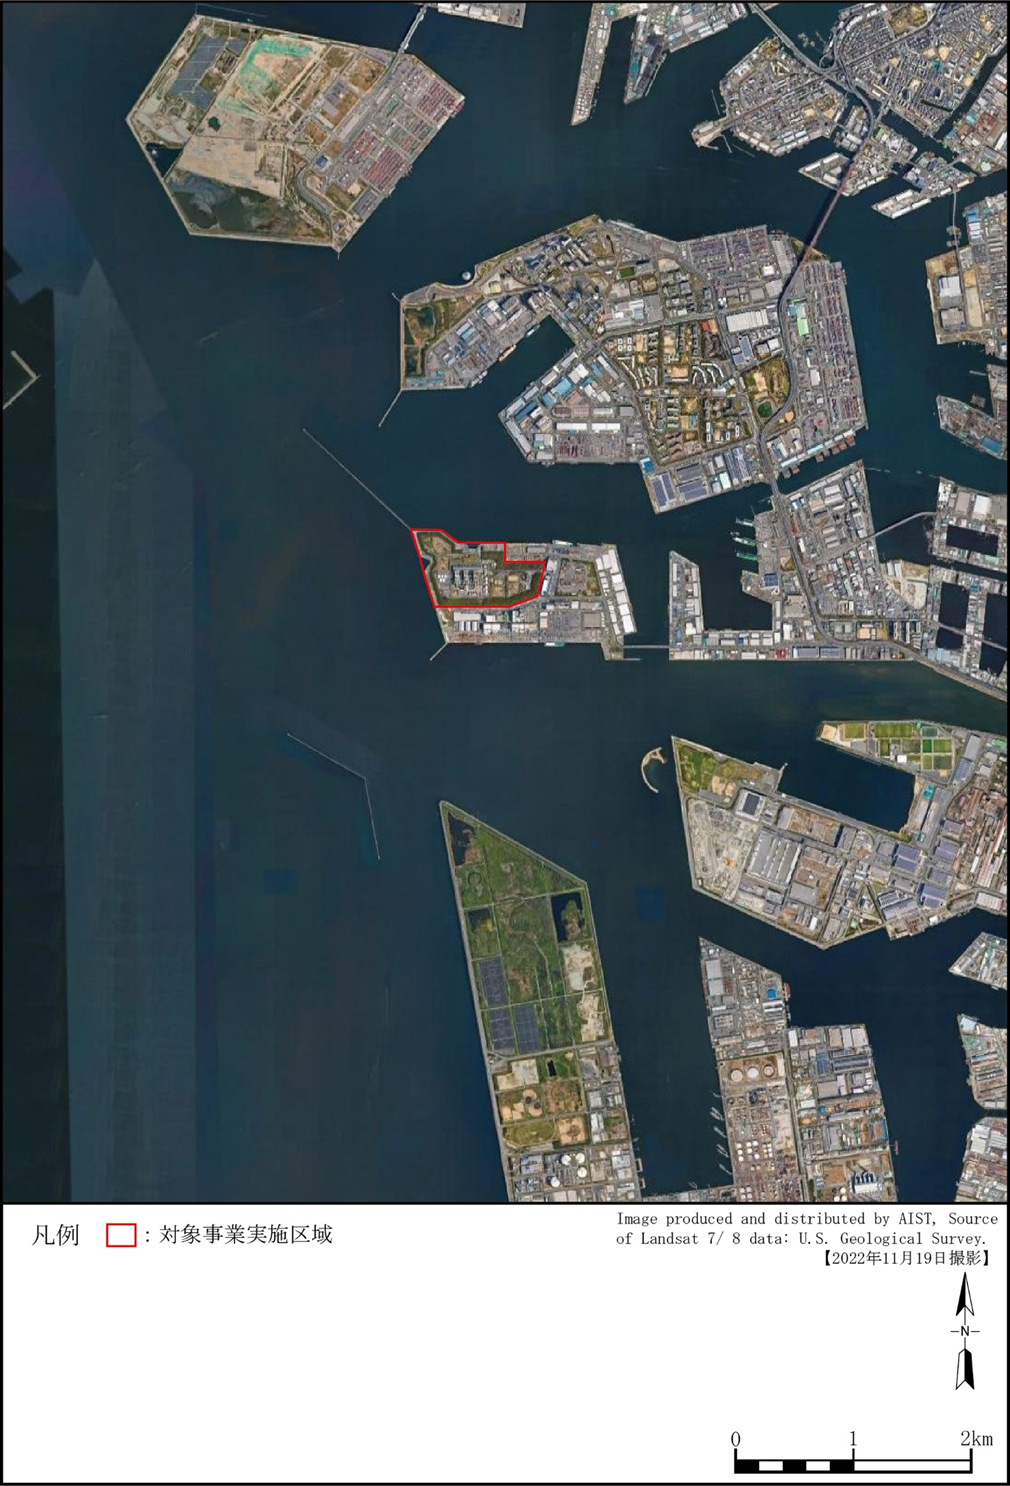 凡例 : 対象事業実施区域
Image produced and distributed by AIST, Source
of Landsat 7/ 8 data: U.S. Geological Survey.
【2022年11月19日撮影】
N
0 1 2km